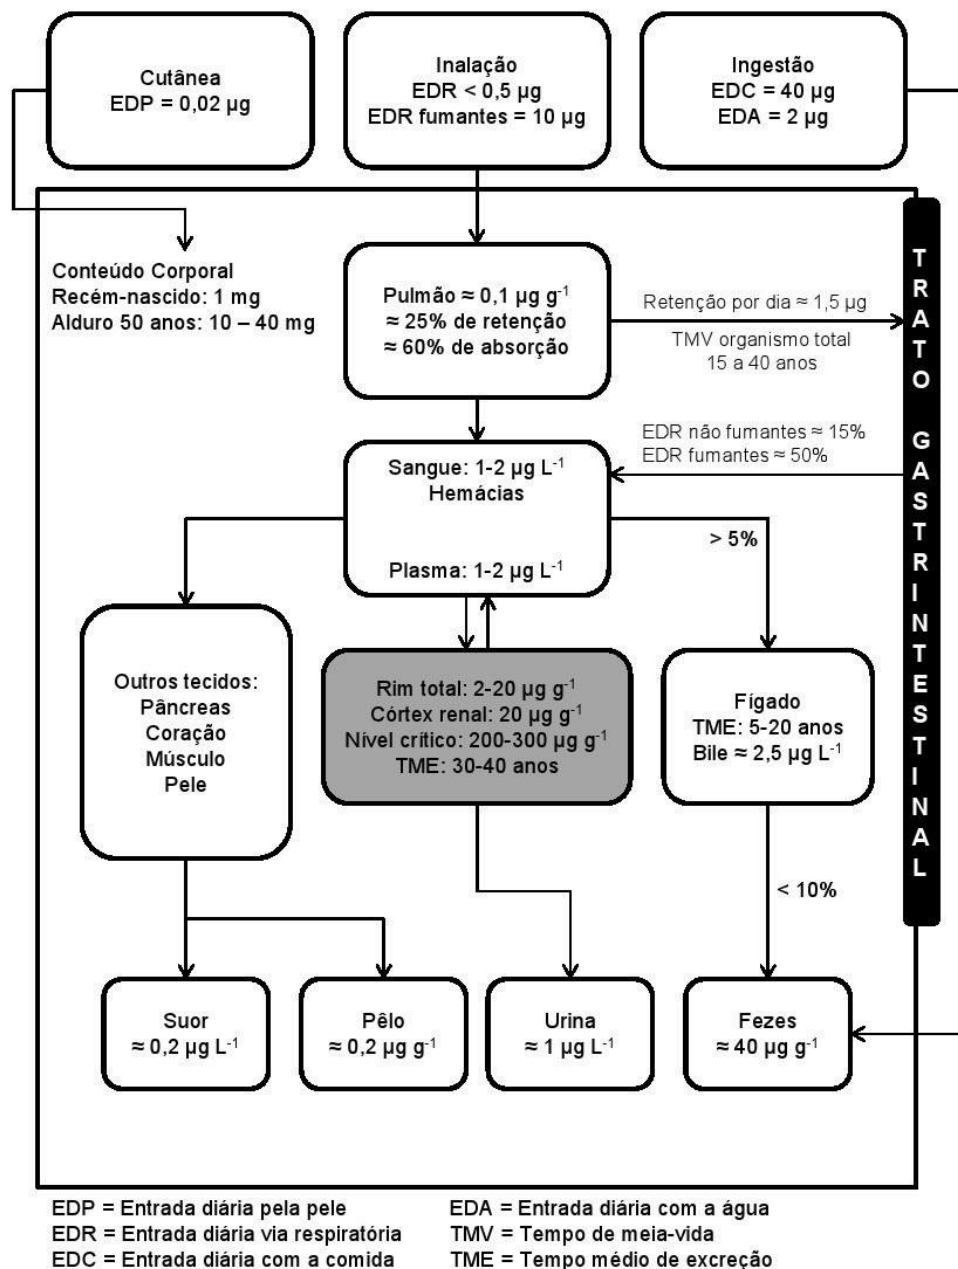 Cutânea
EDP = 0,02 µg
Inalação
EDR < 0,5 µg
EDR fumantes = 10 µg
Ingestão
EDC = 40 µg
EDA = 2 µg
Conteúdo Corporal
Recém-nascido: 1 mg
Alduro 50 anos: 10 – 40 mg
Pulmão ≈ 0,1 µg g⁻¹
≈ 25% de retenção
≈ 60% de absorção
Retenção por dia ≈ 1,5 µg
TMV organismo total
15 a 40 anos
TRATO GASTRINTESTINAL
EDR não fumantes ≈ 15%
EDR fumantes ≈ 50%
Sangue: 1-2 µg L⁻¹
Hemácias
Plasma: 1-2 µg L⁻¹
> 5%
Outros tecidos:
Pâncreas
Coração
Músculo
Pele
Rim total: 2-20 µg g⁻¹
Córtex renal: 20 µg g⁻¹
Nível crítico: 200-300 µg g⁻¹
TME: 30-40 anos
Fígado
TME: 5-20 anos
Bile ≈ 2,5 µg L⁻¹
< 10%
Suor
≈ 0,2 µg L⁻¹
Pêlo
≈ 0,2 µg g⁻¹
Urina
≈ 1 µg L⁻¹
Fezes
≈ 40 µg g⁻¹
EDP = Entrada diária pela pele
EDR = Entrada diária via respiratória
EDC = Entrada diária com a comida
EDA = Entrada diária com a água
TMV = Tempo de meia-vida
TME = Tempo médio de excreção